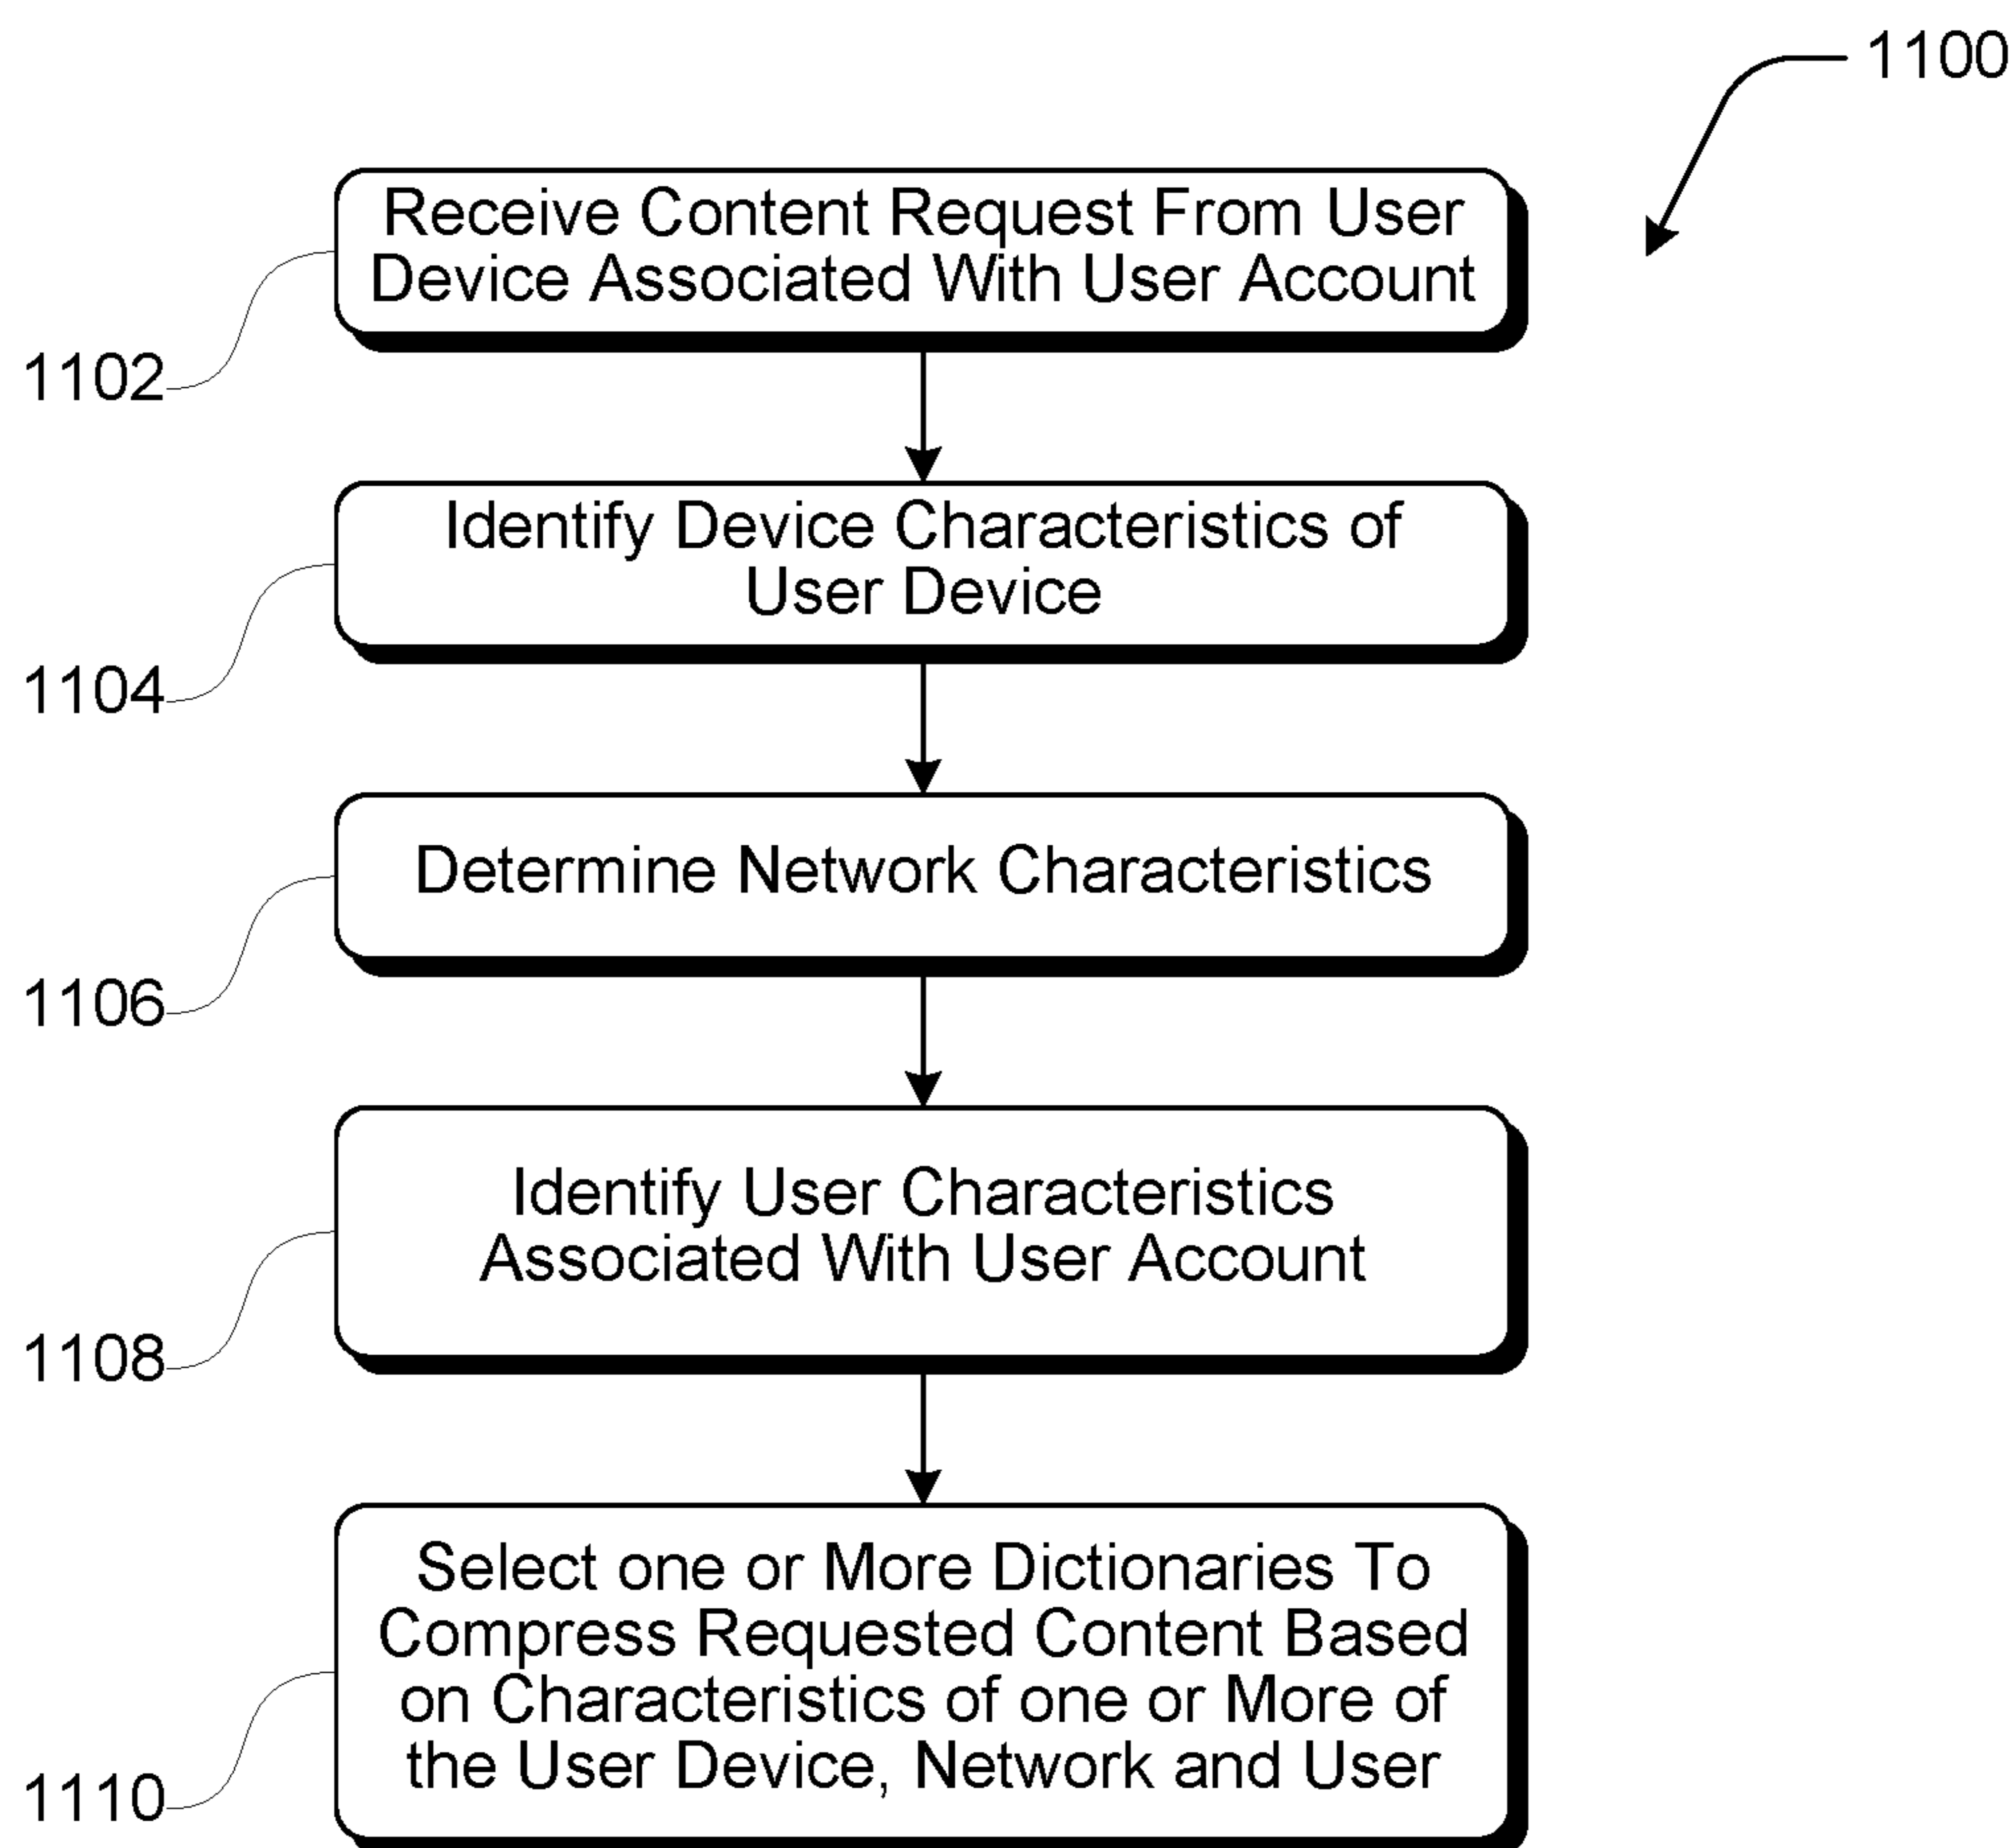 1100
Receive Content Request From User
Device Associated With User Account
1102
Identify Device Characteristics of
User Device
1104
Determine Network Characteristics
1106
Identify User Characteristics
Associated With User Account
1108
Select one or More Dictionaries To
Compress Requested Content Based
on Characteristics of one or More of
the User Device, Network and User
1110